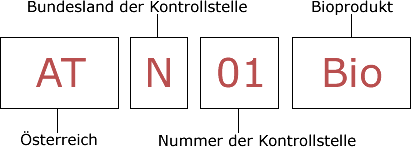 Bundesland der Kontrollstelle Bioprodukt
AT N 01 Bio
Österreich Nummer der Kontrollstelle